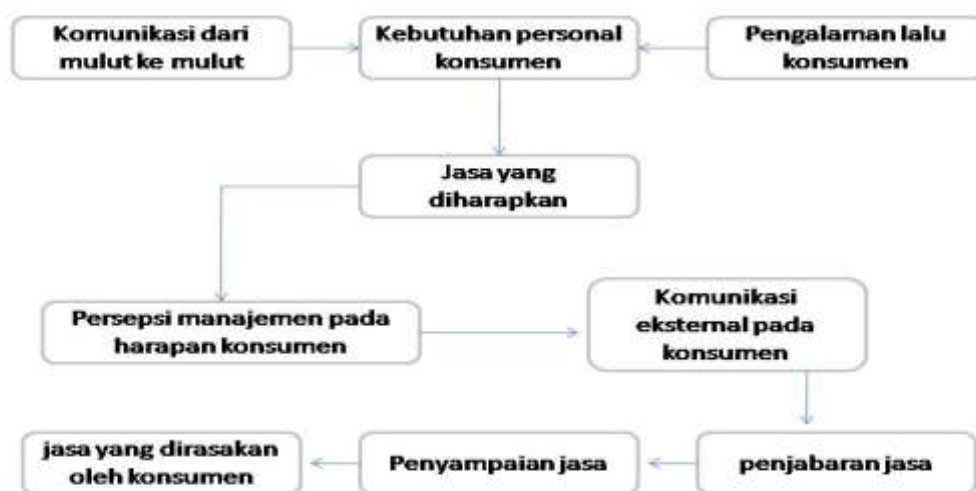 Komunikasi dari
mulut ke mulut
Kebutuhan personal
konsumen
Pengalaman lalu
konsumen
Jasa yang
diharapkan
Persepsi manajemen pada
harapan konsumen
Komunikasi
eksternal pada
konsumen
jasa yang dirasakan
oleh konsumen
Penyampaian jasa
penjabaran jasa